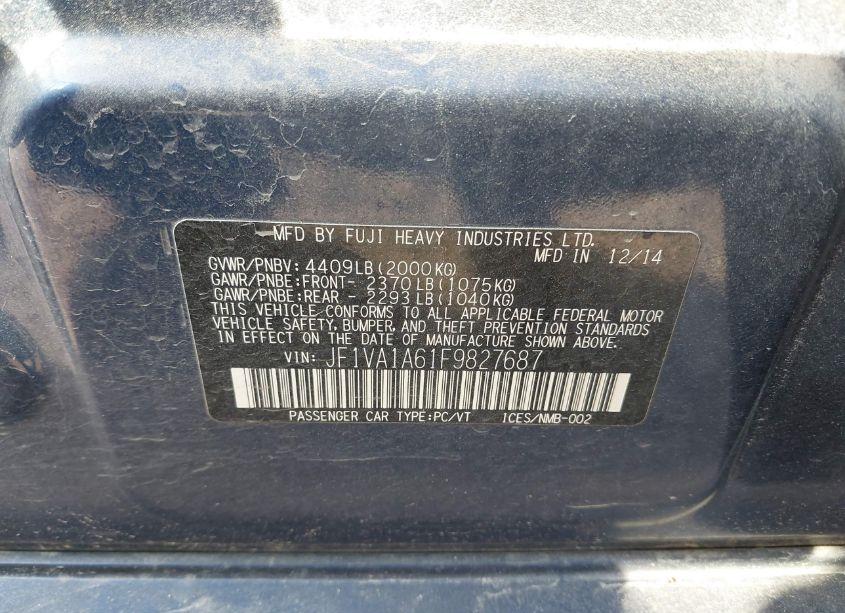 MFD BY FUJI HEAVY INDUSTRIES LTD.
MFD IN 12/14
GVWR/PNBV: 4409LB(2000KG)
GAWR/PNBE:FRONT- 2370LB(1075KG)
GAWR/PNBE:REAR - 2293LB(1040KG)
THIS VEHICLE CONFORMS TO ALL APPLICABLE FEDERAL MOTOR
VEHICLE SAFETY, BUMPER, AND THEFT PREVENTION STANDARDS
IN EFFECT ON THE DATE OF MANUFACTURE SHOWN ABOVE.
VIN: JF1VA1A61F9827687
PASSENGER CAR TYPE:PC/VT ICES/NMB-002